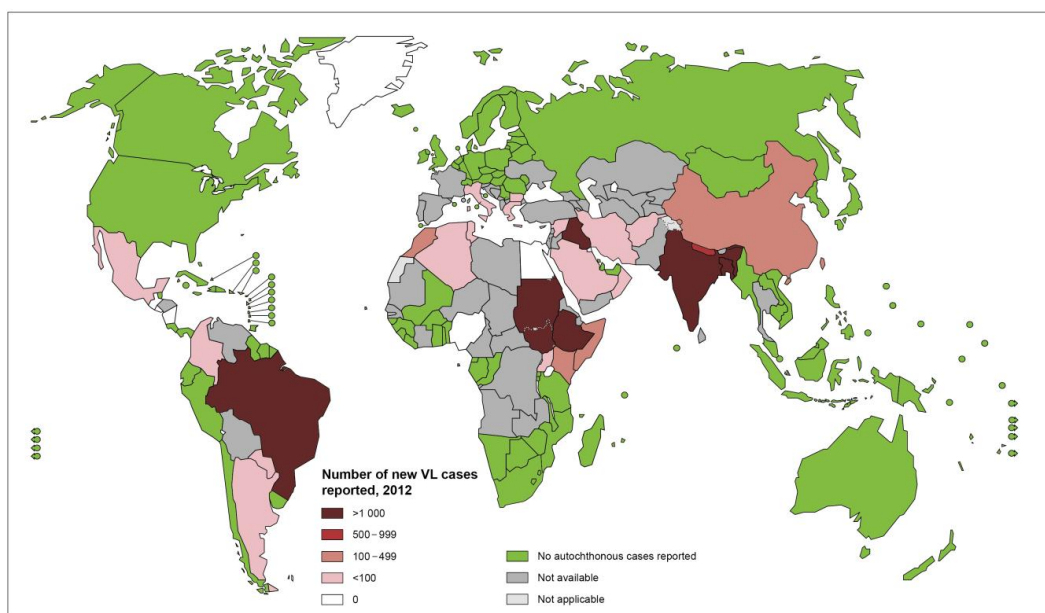 Number of new VL cases
reported, 2012
>1 000
500–999
100–499
<100
0
No autochthonous cases reported
Not available
Not applicable